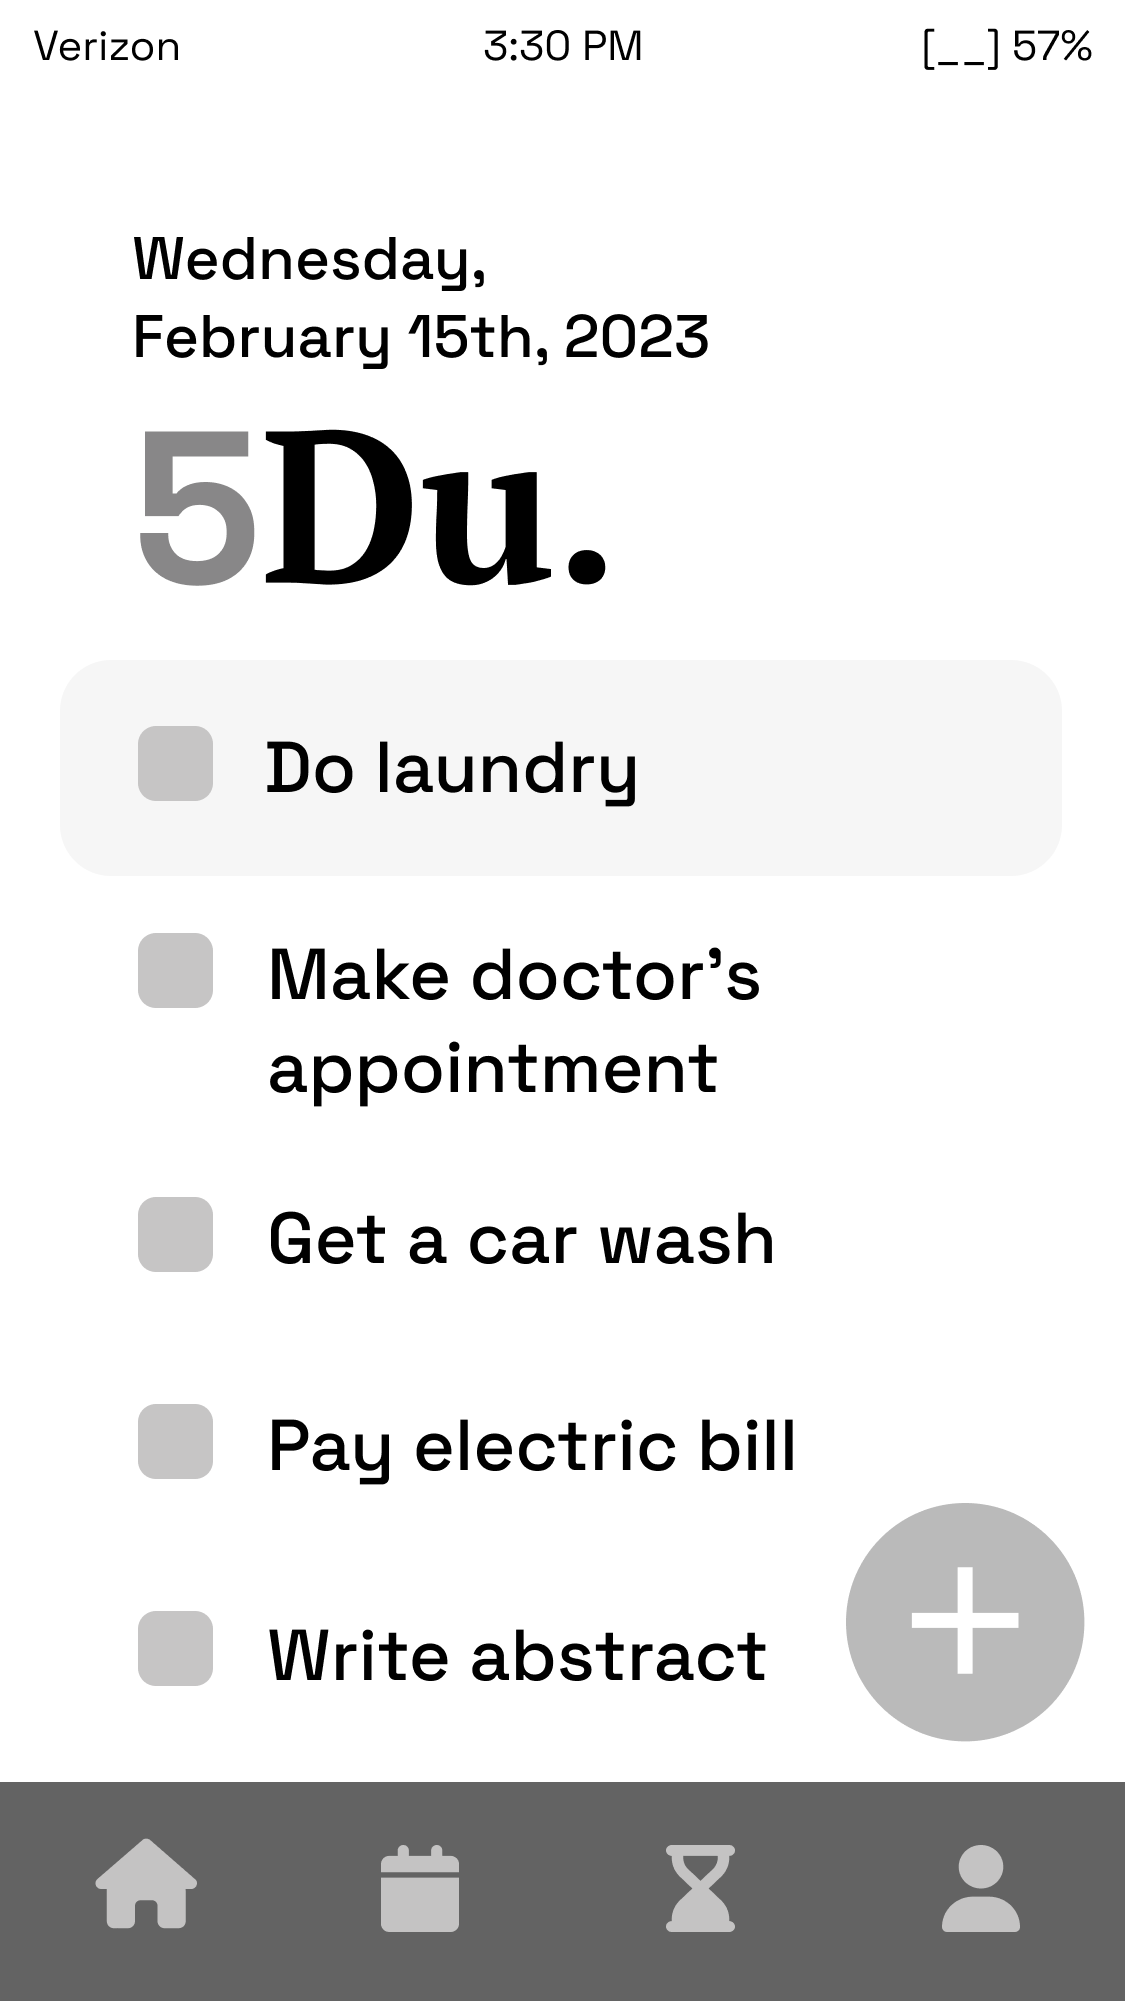 Verizon 3:30 PM [__] 57%
Wednesday,
February 15th, 2023
5Du.
Do laundry
Make doctor’s
appointment
Get a car wash
Pay electric bill
Write abstract